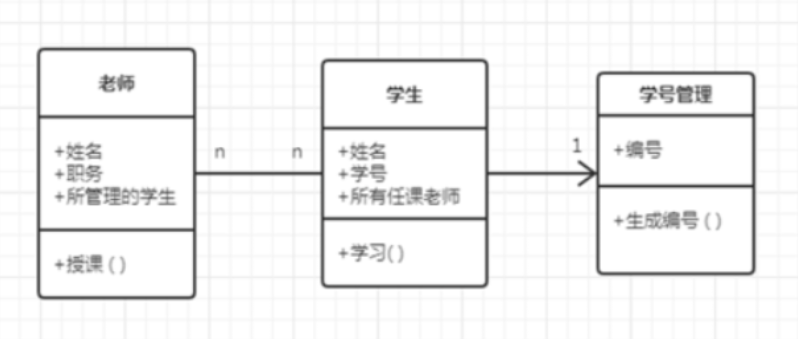 老师
+姓名
+职务
+所管理的学生
+授课 ( )
n
n
学生
+姓名
+学号
+所有任课老师
+学习( )
1
学号管理
+编号
+生成编号 ( )